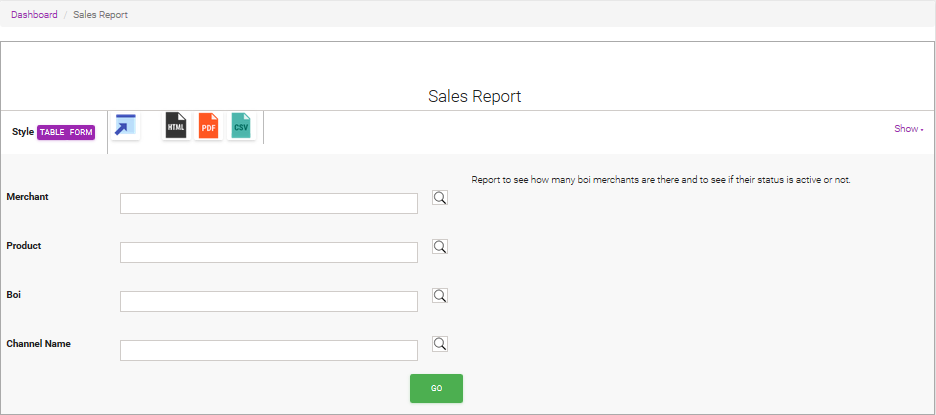 Dashboard / Sales Report
Sales Report
Style TABLE FORM HTML PDF CSV Show
Report to see how many boi merchants are there and to see if their status is active or not.
Merchant
Product
Boi
Channel Name
GO